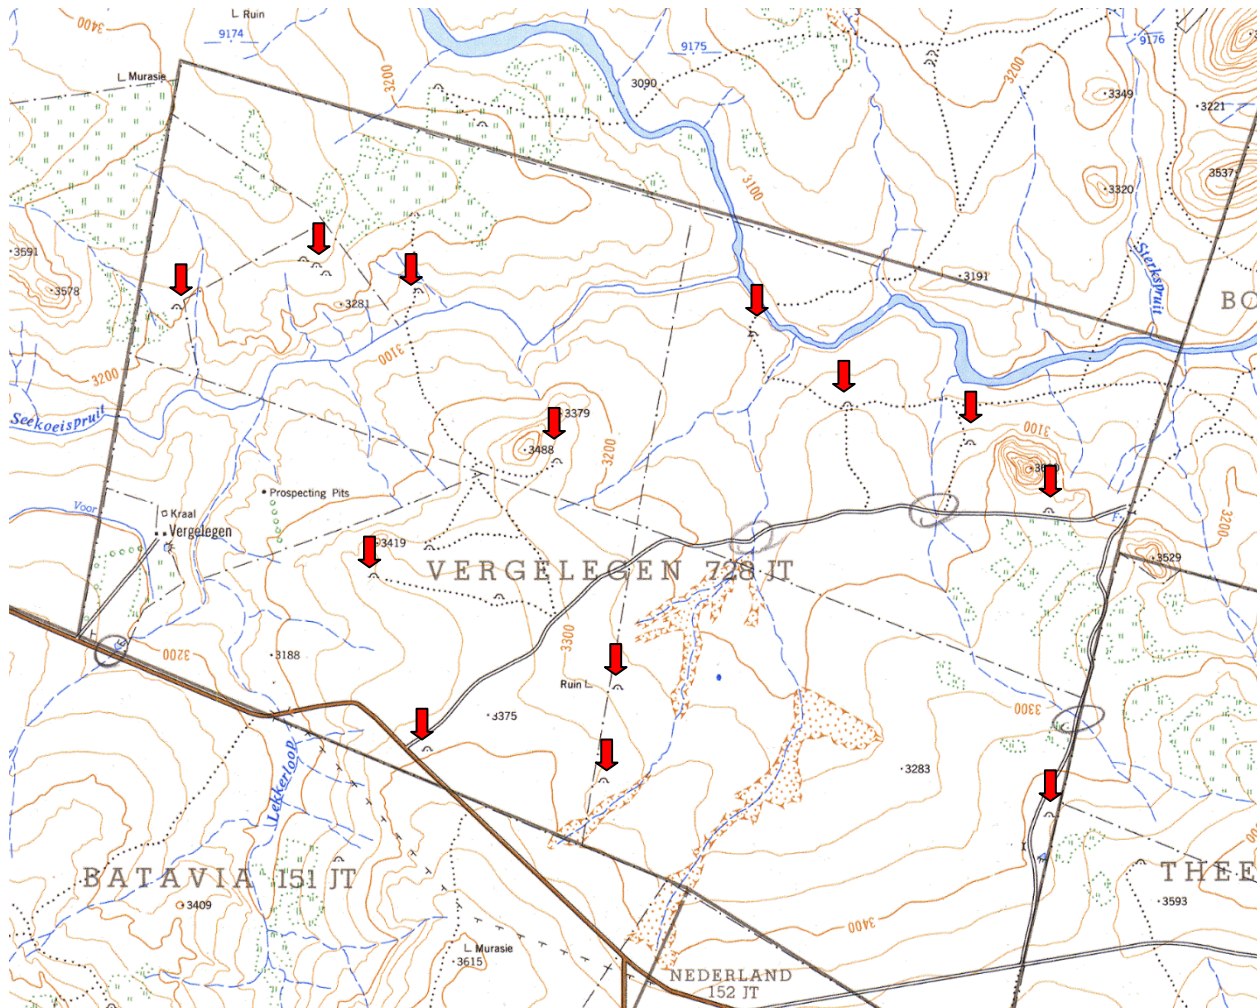 Ruin
3400
9174
Murasie
3200
3090
9175
9176
3200
3349
3221
3537
3320
3100
3591
3578
3281
3191
Sterkspruit
BO
3200
3100
Seekoeispruit
3379
3488
3200
3100
Prospecting Pits
Voor
Kraal
Vergelegen
3200
3419
3529
VERGELEGEN 728 JT
3300
3200
3188
Ruin
3375
3300
3283
Lekkerloop
BATAVIA 151 JT
3409
THEE
3593
3400
Murasie
3615
NEDERLAND
152 JT